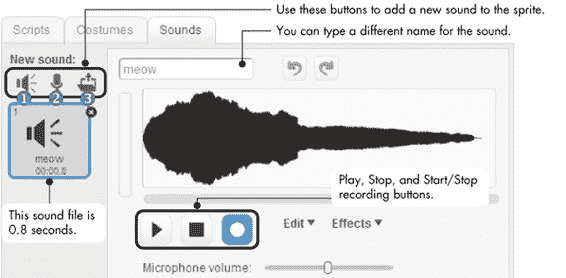 Use these buttons to add a new sound to the sprite.
Scripts Costumes Sounds
You can type a different name for the sound.
New sound:
meow
1 2 3
1
meow
00:00.8
Play, Stop, and Start/Stop
recording buttons.
This sound file is
0.8 seconds.
Edit Effects
Microphone volume: